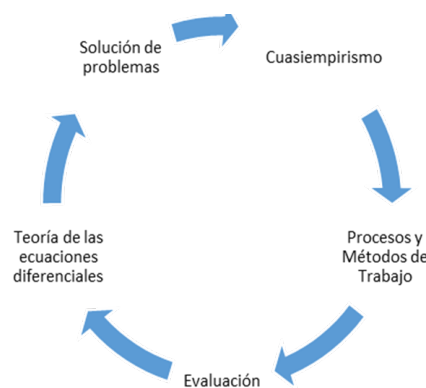 Solución de
problemas
Cuasiempirismo
Procesos y
Métodos de
Trabajo
Evaluación
Teoría de las
ecuaciones
diferenciales